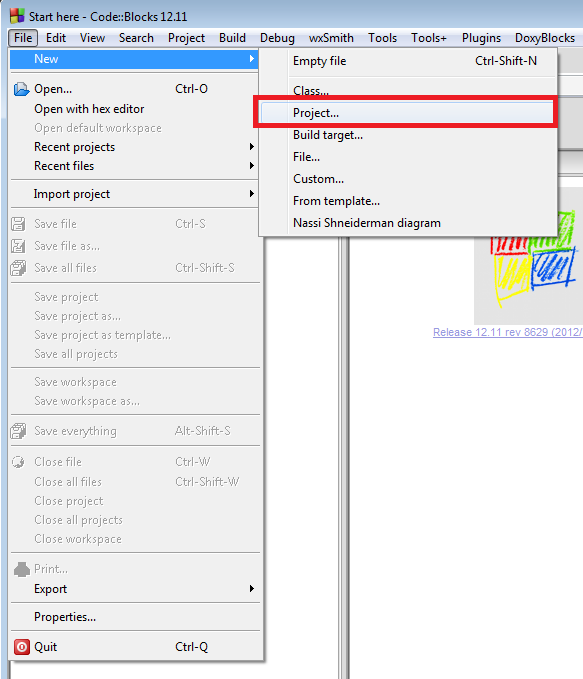 Start here - Code::Blocks 12.11
File Edit View Search Project Build Debug wxSmith Tools Tools+ Plugins DoxyBlocks
New
Open... Ctrl-O
Open with hex editor
Open default workspace
Recent projects
Recent files
Import project
Save file Ctrl-S
Save file as...
Save all files Ctrl-Shift-S
Save project
Save project as...
Save project as template...
Save all projects
Save workspace
Save workspace as...
Save everything Alt-Shift-S
Close file Ctrl-W
Close all files Ctrl-Shift-W
Close project
Close all projects
Close workspace
Print...
Export
Properties...
Quit Ctrl-Q
Empty file Ctrl-Shift-N
Class...
Project...
Build target...
File...
Custom...
From template...
Nassi Shneiderman diagram
Release 12.11 rev 8629 (2012/